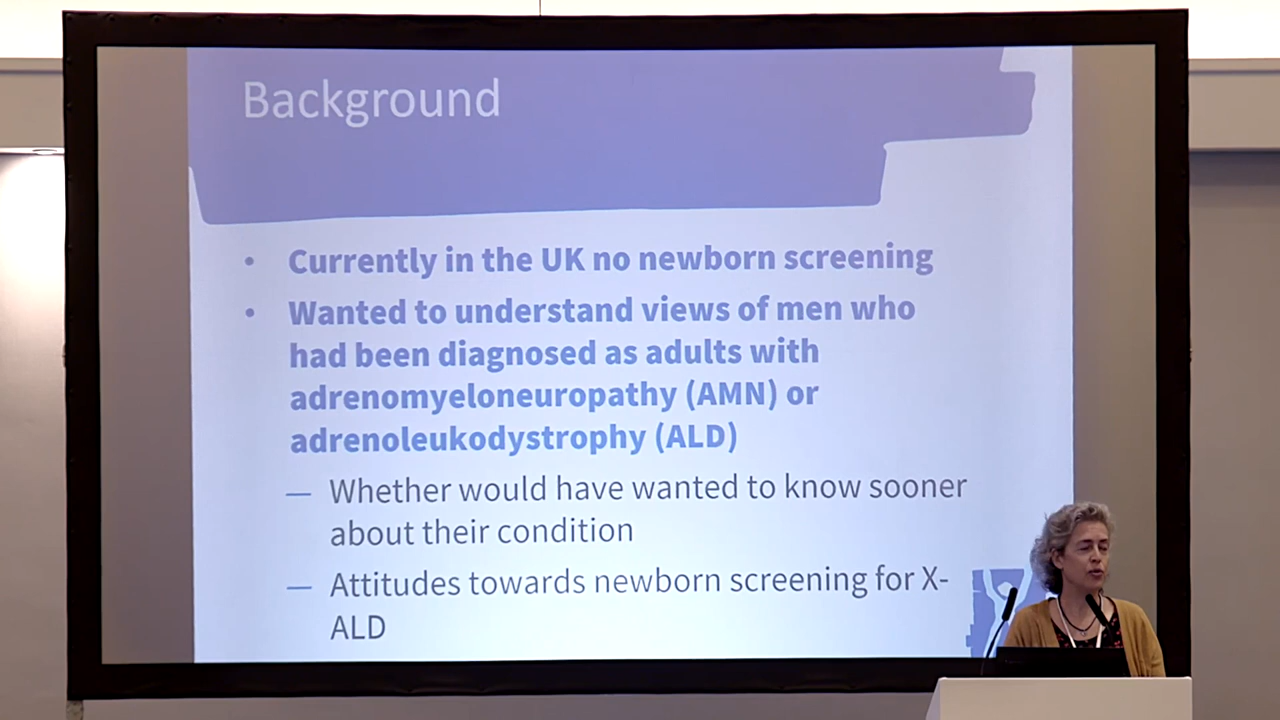 Background
• Currently in the UK no newborn screening
• Wanted to understand views of men who
had been diagnosed as adults with
adrenomyeloneuropathy (AMN) or
adrenoleukodystrophy (ALD)
— Whether would have wanted to know sooner
about their condition
— Attitudes towards newborn screening for X-
ALD